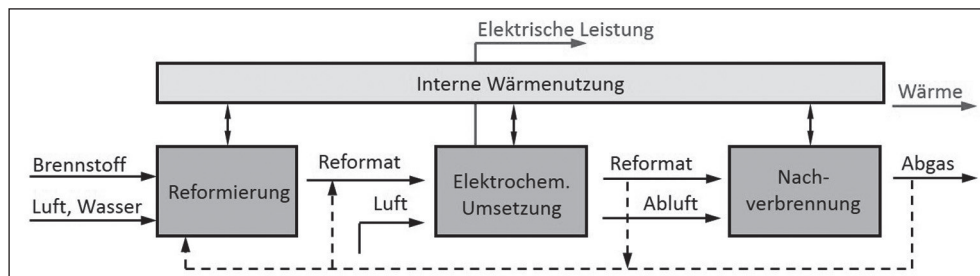 Elektrische Leistung
Interne Wärmenutzung
Wärme
Brennstoff
Luft, Wasser
Reformierung
Reformat
Luft
Elektrochem.
Umsetzung
Reformat
Abluft
Nach-
verbrennung
Abgas